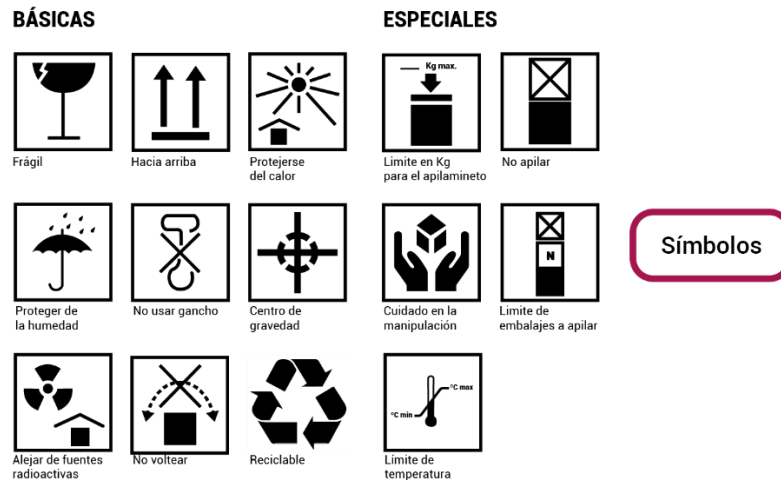 BÁSICAS
ESPECIALES
Kg max.
Frágil
Hacia arriba
Protejerse
del calor
Limite en Kg
para el apilamineto
No apilar
N
Símbolos
Proteger de
la humedad
No usar gancho
Centro de
gravedad
Cuidado en la
manipulación
Limite de
embalajes a apilar
°C max
°C min
Alejar de fuentes
radioactivas
No voltear
Reciclable
Límite de
temperatura